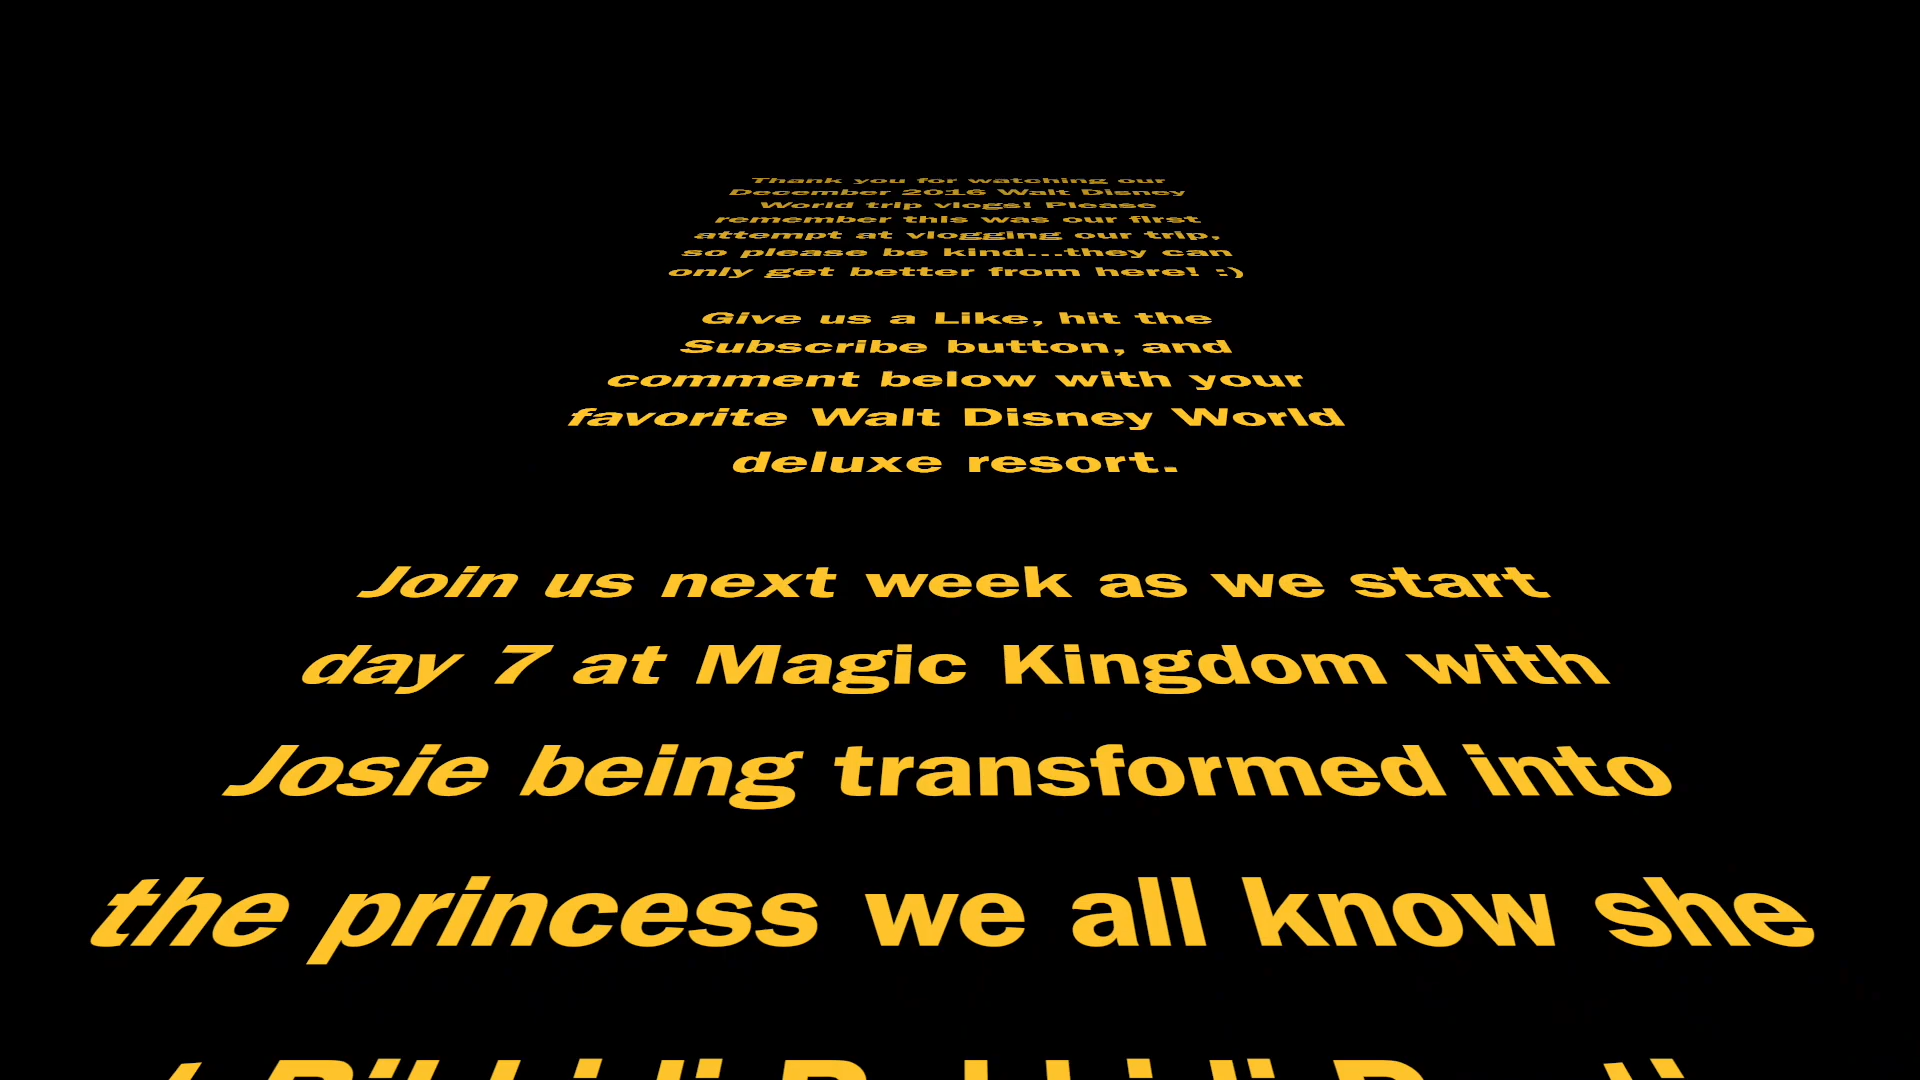 Thank you for watching our
December 2016 Walt Disney
World trip vlogs! Please
remember this was our first
attempt at vlogging our trip,
so please be kind...they can
only get better from here! :)
Give us a Like, hit the
Subscribe button, and
comment below with your
favorite Walt Disney World
deluxe resort.
Join us next week as we start
day 7 at Magic Kingdom with
Josie being transformed into
the princess we all know she